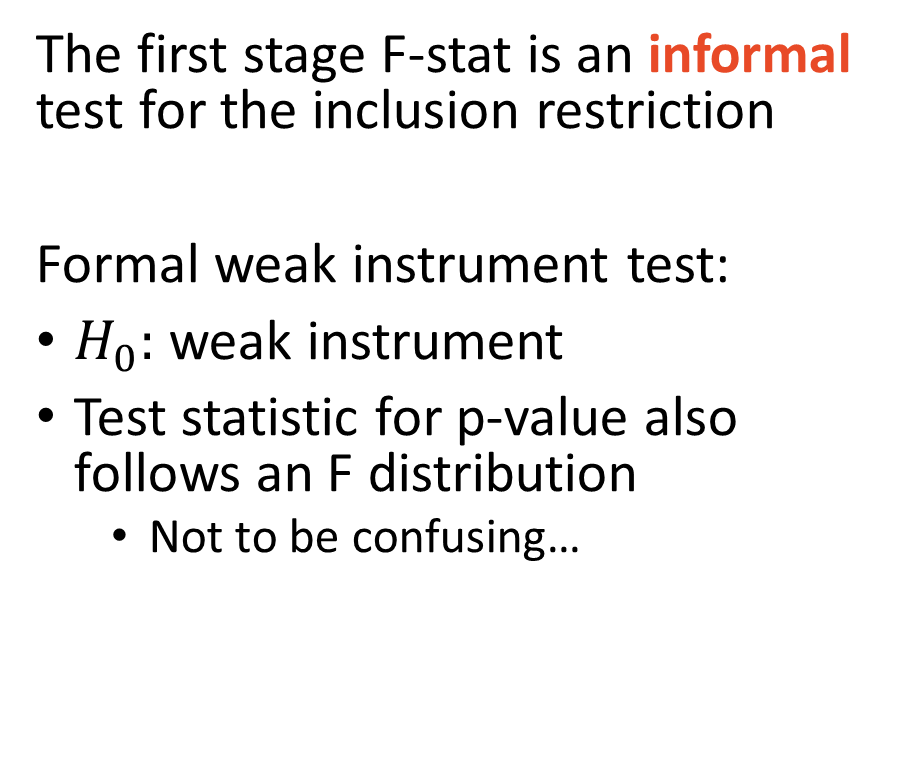 The first stage F-stat is an informal
test for the inclusion restriction
Formal weak instrument test:
• H₀: weak instrument
• Test statistic for p-value also
follows an F distribution
• Not to be confusing…